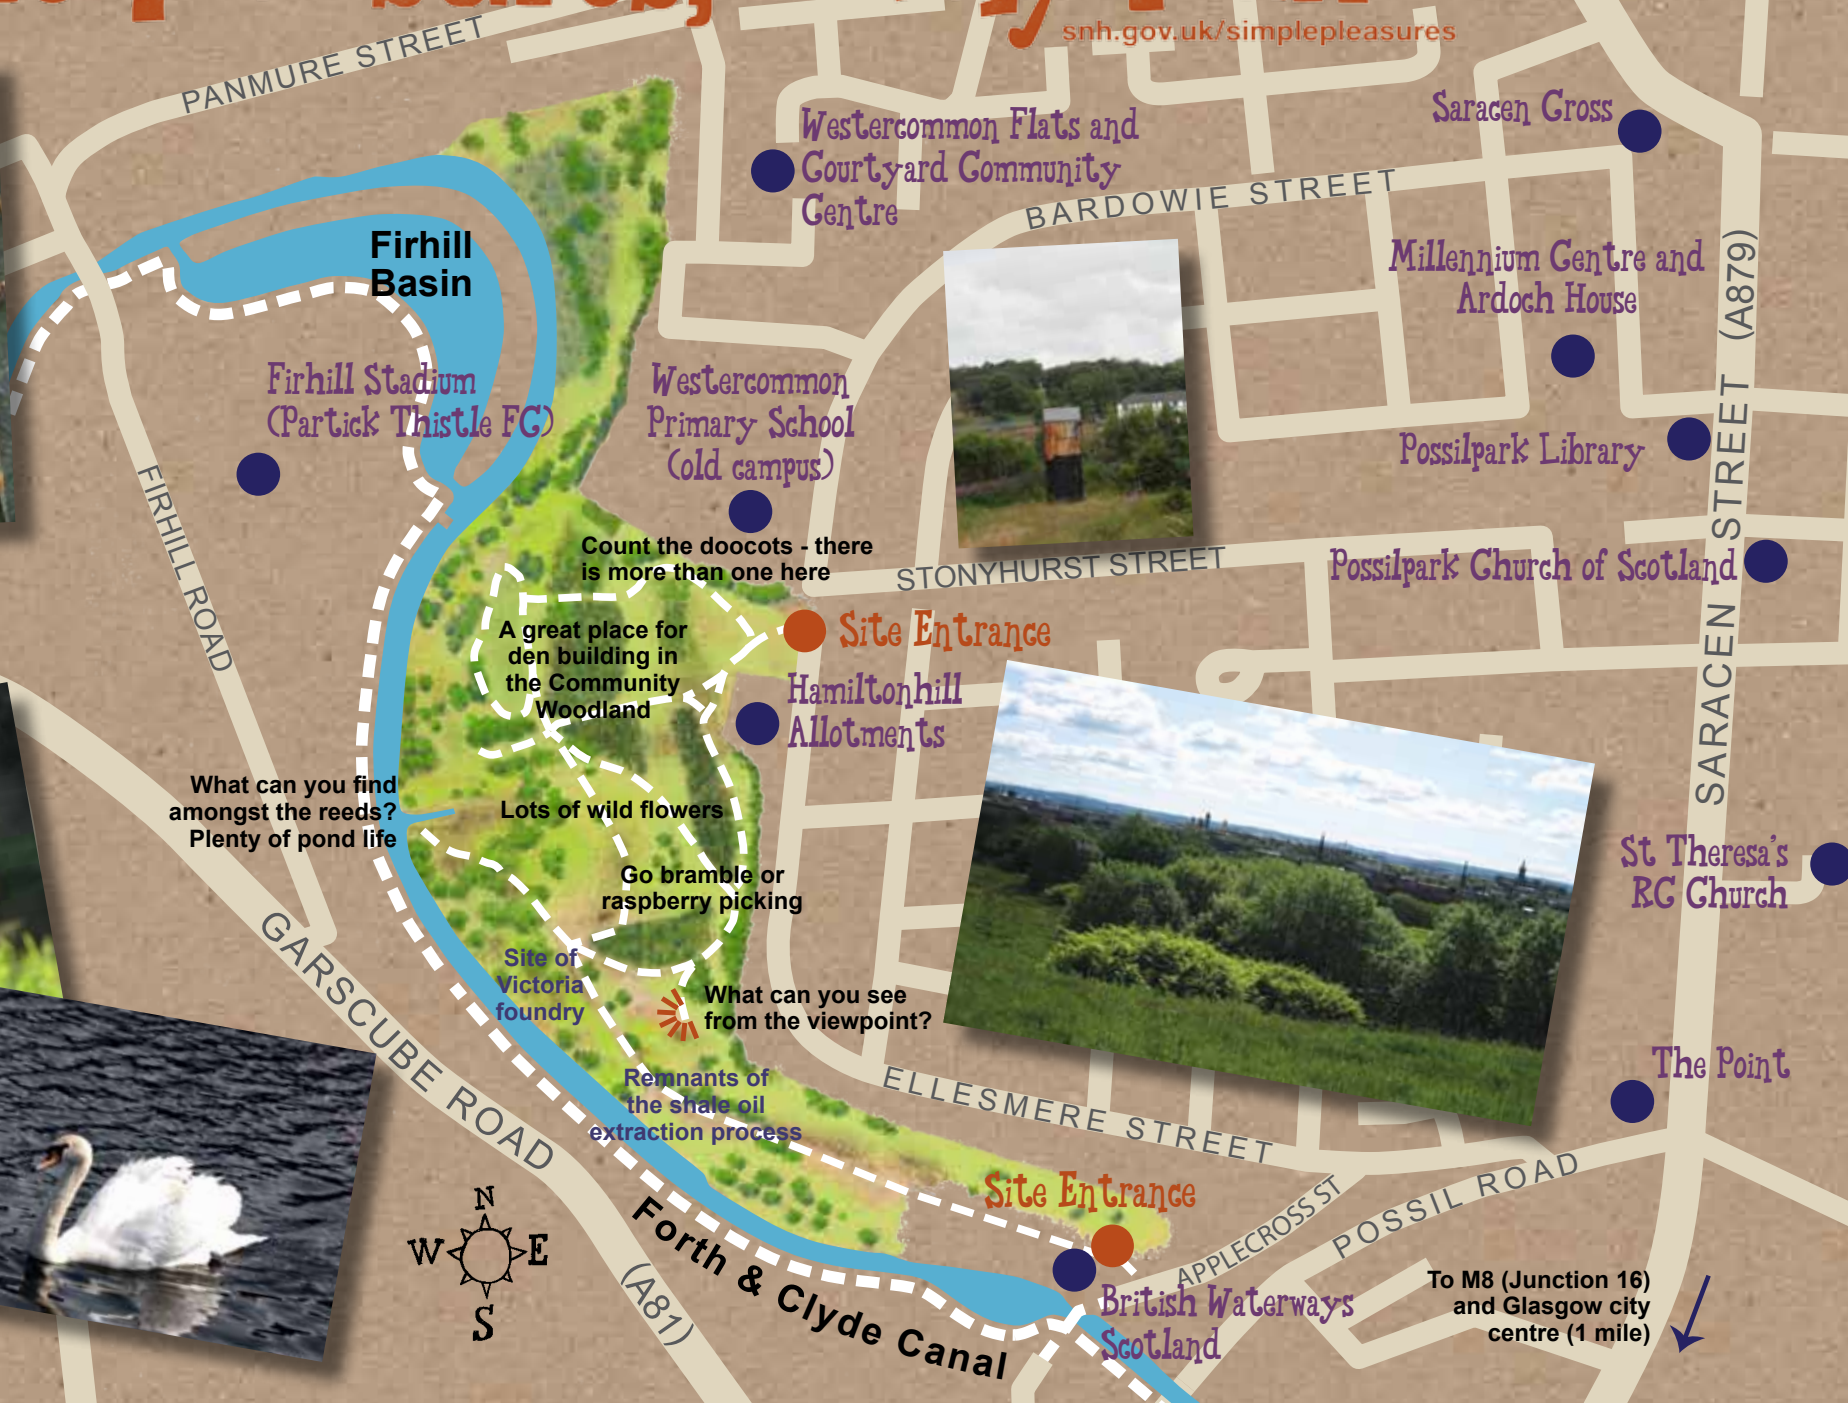 snh.gov.uk/simplepleasures
PANMURE STREET
Saracen Cross
Westercommon Flats and
Courtyard Community
Centre
BARDOWIE STREET
Firhill
Basin
Millennium Centre and
Ardoch House
SARACEN STREET (A879)
Firhill Stadium
(Partick Thistle FC)
Westercommon
Primary School
(old campus)
Possilpark Library
FIRHILL ROAD
Count the doocots - there
is more than one here
STONYHURST STREET
Possilpark Church of Scotland
Site Entrance
A great place for
den building in
the Community
Woodland
Hamiltonhill
Allotments
What can you find
amongst the reeds?
Plenty of pond life
Lots of wild flowers
Go bramble or
raspberry picking
St Theresa's
RC Church
GARSCUBE ROAD
(A81)
Site of
Victoria
foundry
What can you see
from the viewpoint?
Remnants of
the shale oil
extraction process
ELLESMERE STREET
The Point
Site Entrance
APPLECROSS ST
POSSIL ROAD
N
W E
S
Forth & Clyde Canal
British Waterways
Scotland
To M8 (Junction 16)
and Glasgow city
centre (1 mile)